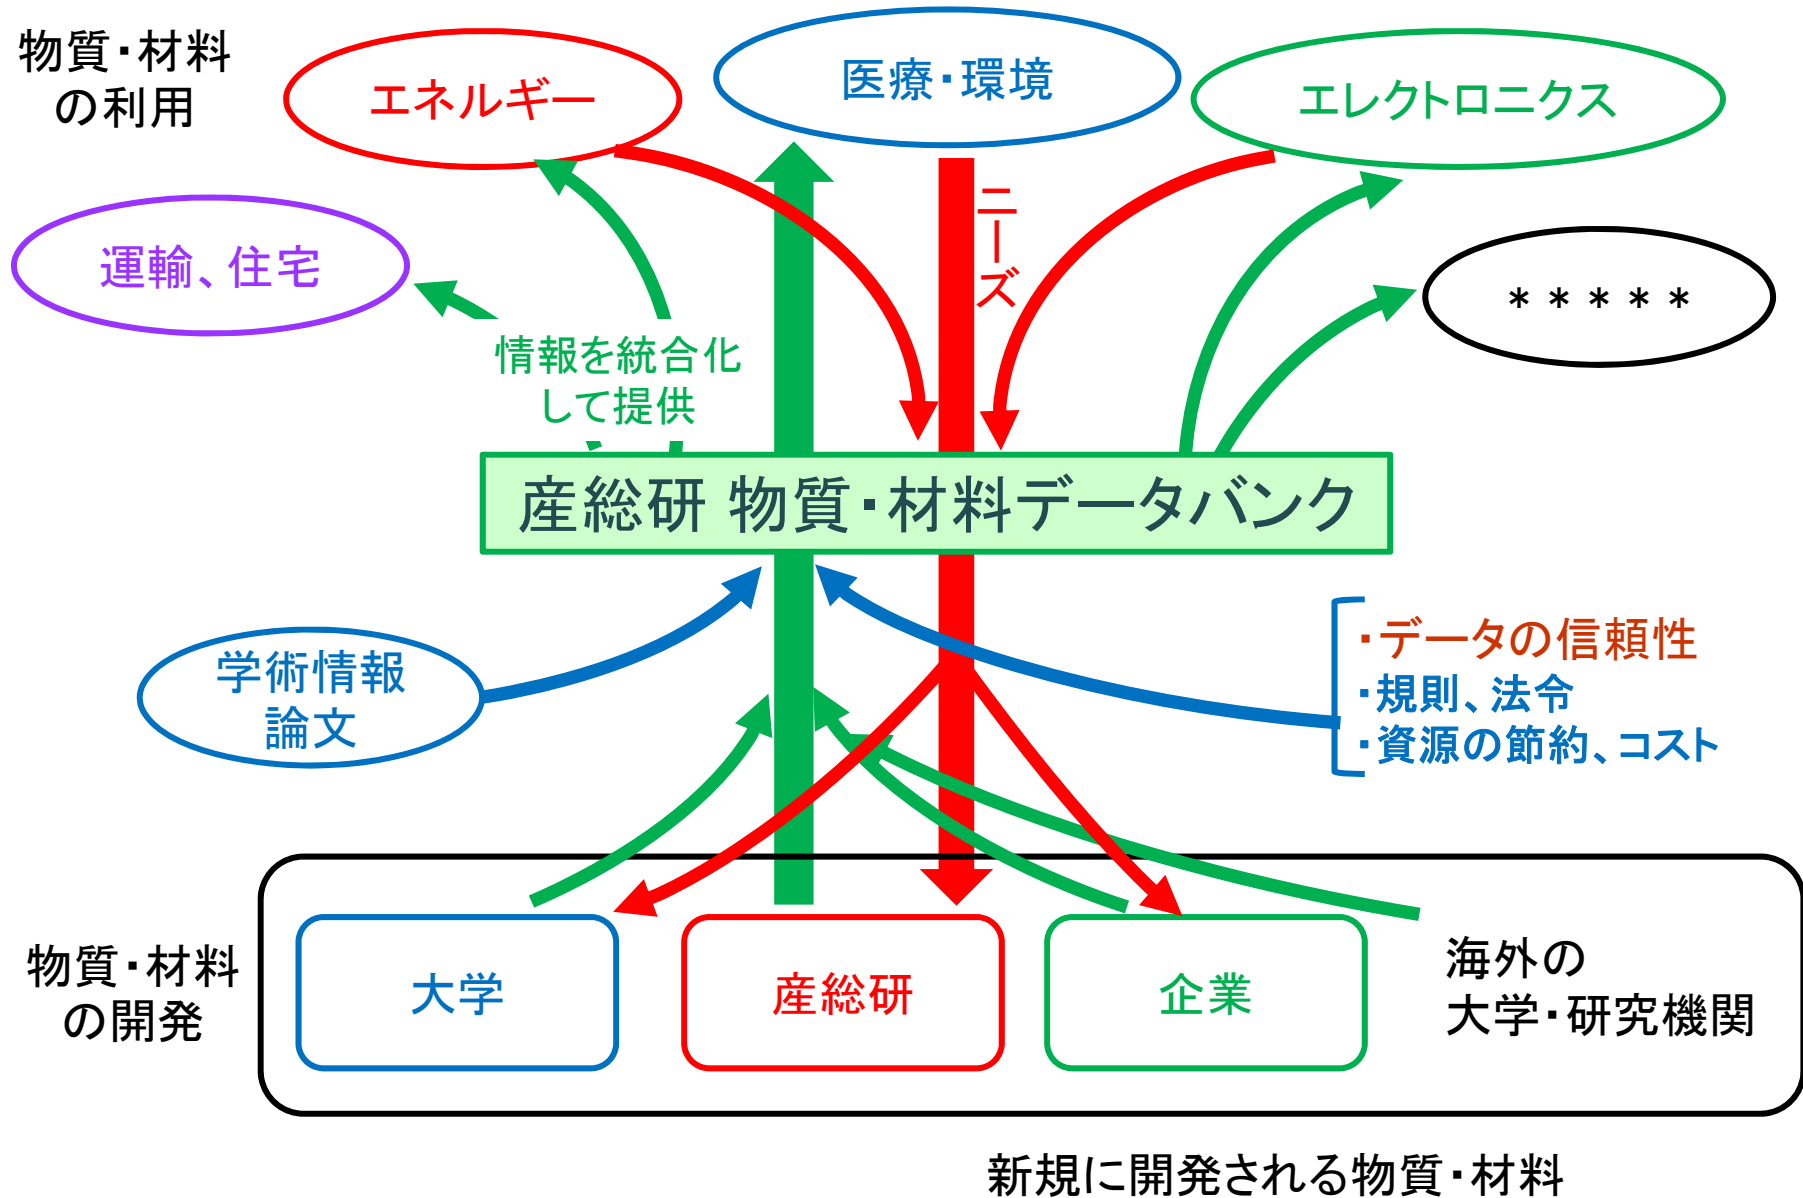 物質・材料
の利用
エネルギー
医療・環境
エレクトロニクス
運輸、住宅
ニーズ
*****
情報を統合化
して提供
産総研 物質・材料データバンク
学術情報
論文
・データの信頼性
・規則、法令
・資源の節約、コスト
物質・材料
の開発
大学
産総研
企業
海外の
大学・研究機関
新規に開発される物質・材料